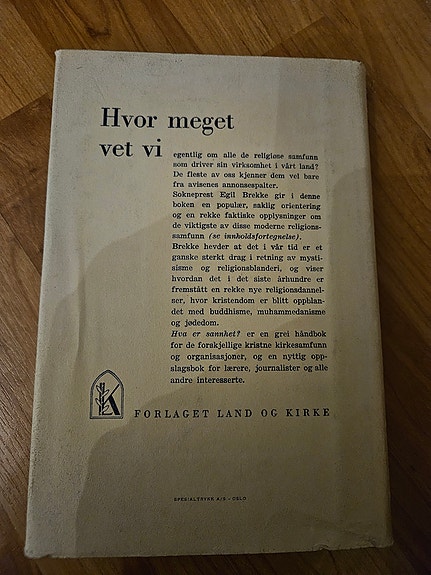 Hvor meget
vet vi
egentlig om alle de religiøse samfunn
som driver sin virksomhet i vårt land?
De fleste av oss kjenner dem vel bare
fra avisenes annonsespalter.
Sokneprest Egil Brekke gir i denne
boken en populær, saklig orientering
og en rekke faktiske opplysninger om
de viktigste av disse moderne religions-
samfunn (se innholdsfortegnelse).
Brekke hevder at det i vår tid er et
ganske sterkt drag i retning av mysti-
sisme og religionsblanderi, og viser
hvordan det i det siste århundre er
fremstått en rekke nye religionsdannel-
ser, hvor kristendom er blitt oppblan-
det med buddhisme, muhammedanisme
og jødedom.
Hva er sannhet? er en grei håndbok
for de forskjellige kristne kirkesamfunn
og organisasjoner, og en nyttig opp-
slagsbok for lærere, journalister og alle
andre interesserte.
K
FORLAGET LAND OG KIRKE
SPESIALTRYKK A/S - OSLO